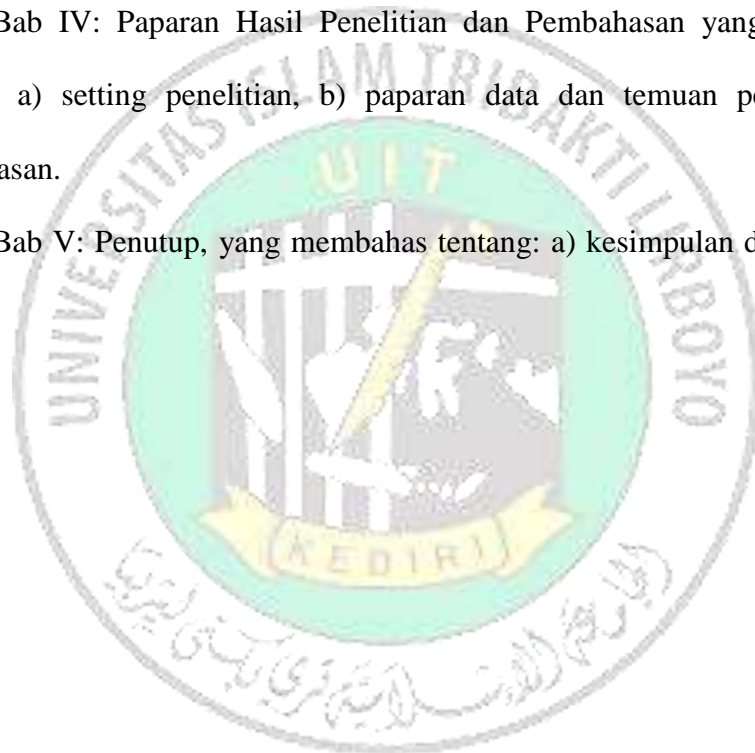 Bab IV: Paparan Hasil Penelitian dan Pembahasan yang
a) setting penelitian, b) paparan data dan temuan pe
asan.
Bab V: Penutup, yang membahas tentang: a) kesimpulan d
UNIVERSITAS ISLAM TRIBAKTI LIRBOYO
UIT
KEDIRI